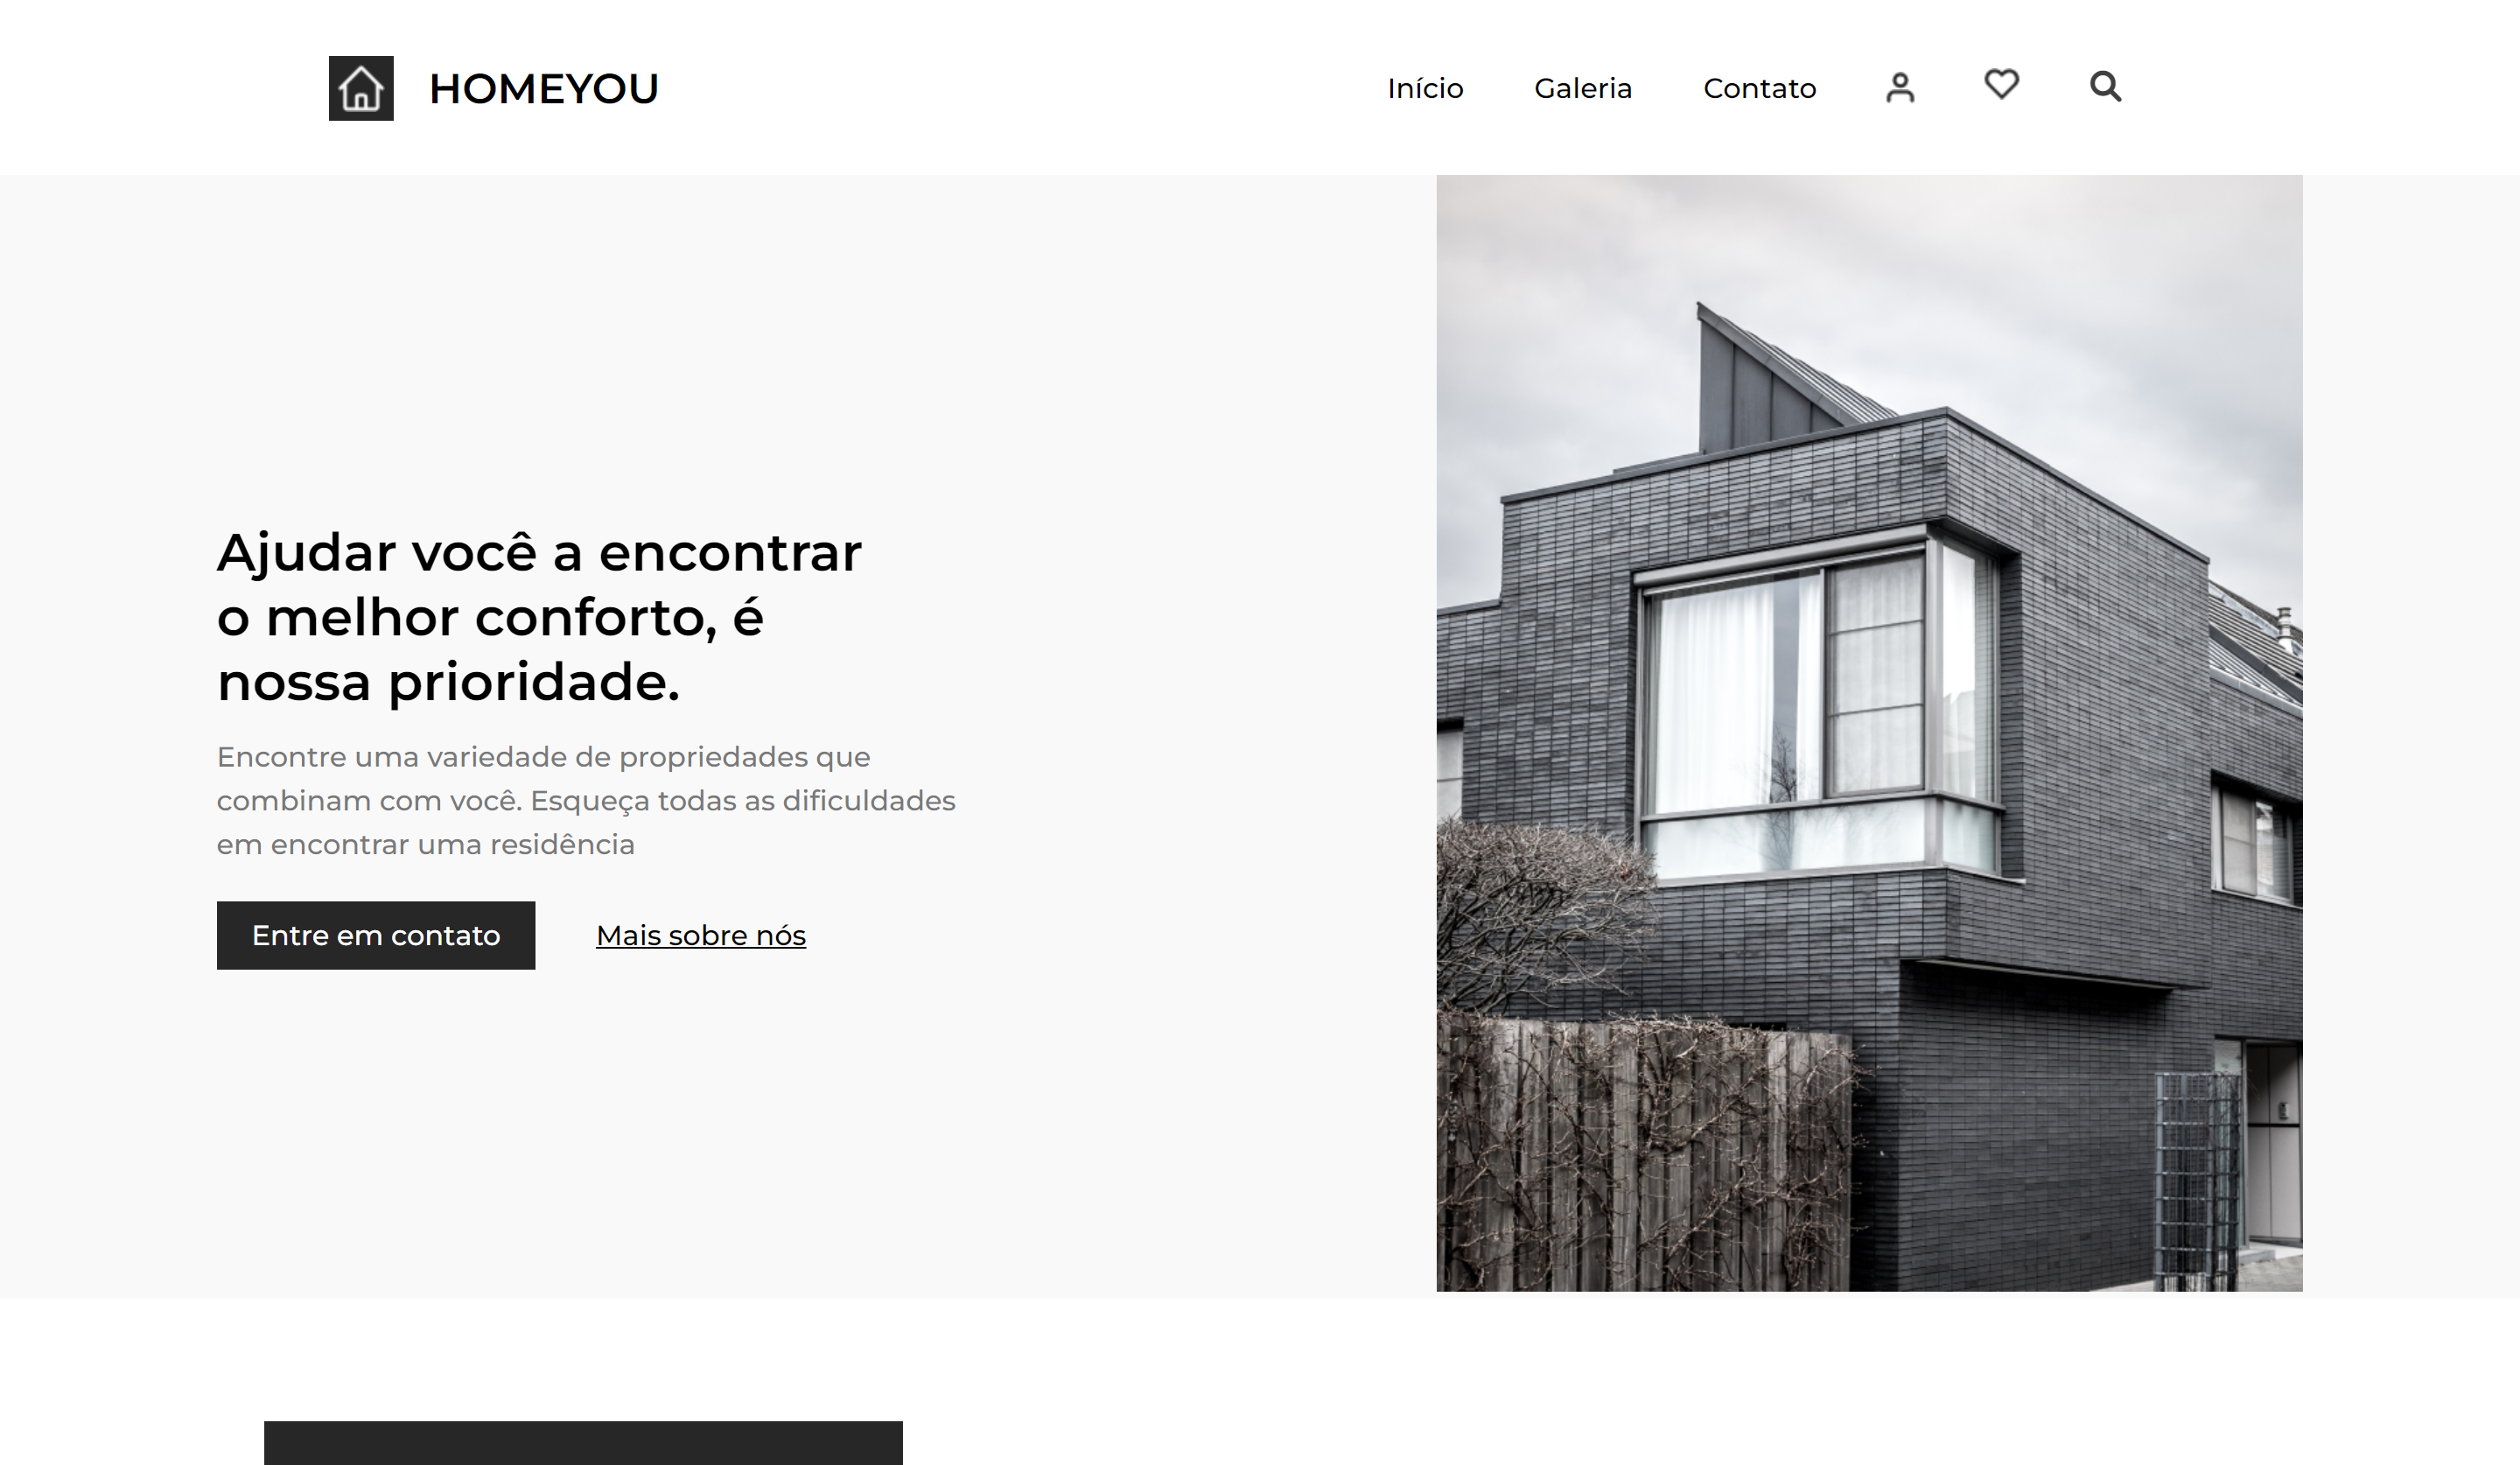 HOMEYOU
Início
Galeria
Contato
Ajudar você a encontrar
o melhor conforto, é
nossa prioridade.
Encontre uma variedade de propriedades que
combinam com você. Esqueça todas as dificuldades
em encontrar uma residência
Entre em contato
Mais sobre nós